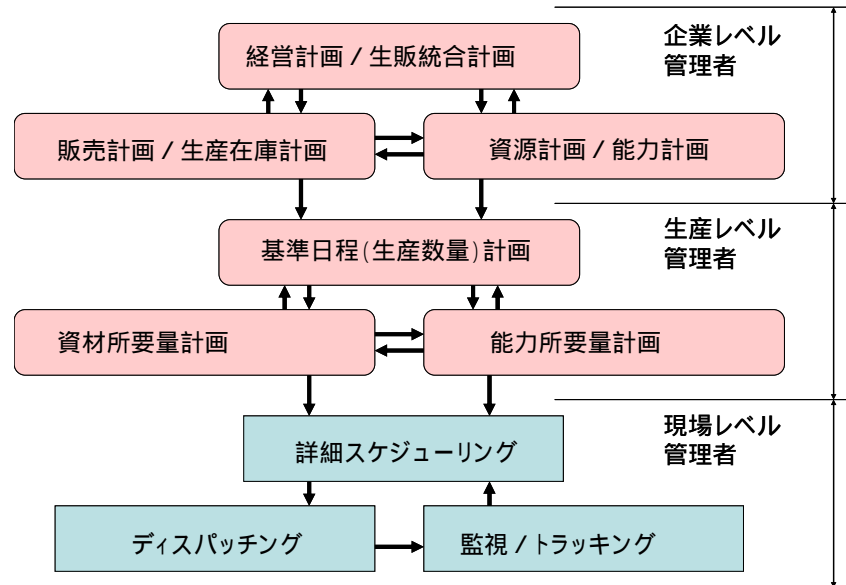 経営計画 / 生販統合計画
企業レベル
管理者
販売計画 / 生産在庫計画
資源計画 / 能力計画
基準日程(生産数量)計画
生産レベル
管理者
資材所要量計画
能力所要量計画
詳細スケジューリング
現場レベル
管理者
ディスパッチング
監視 / トラッキング